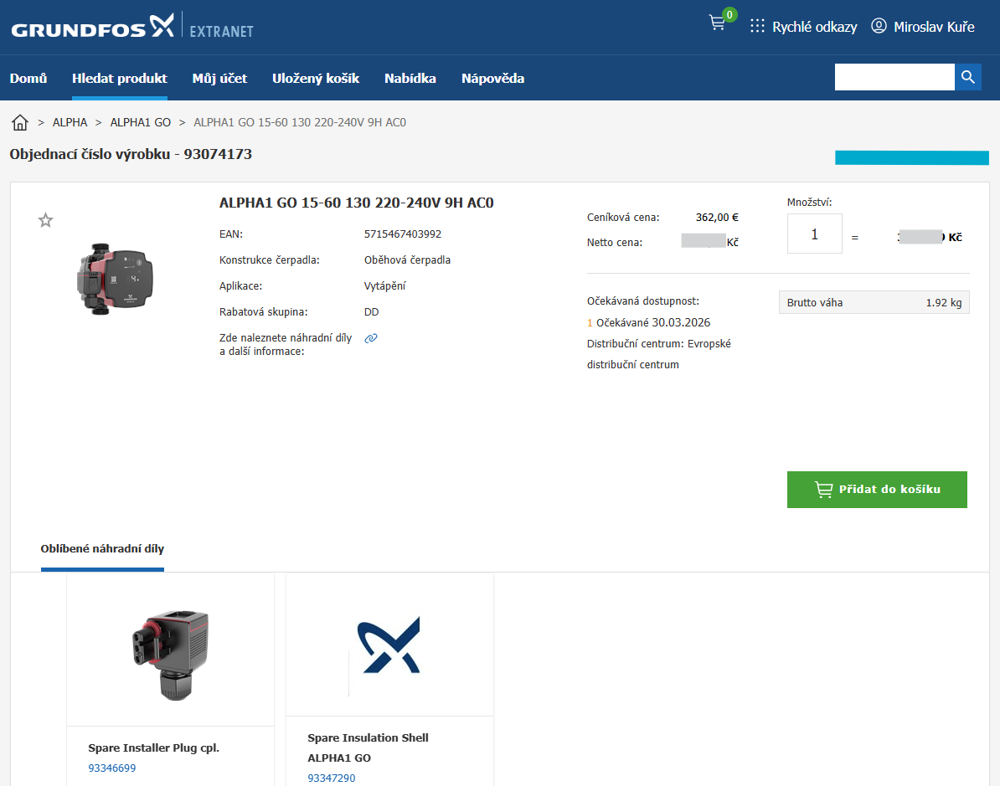 GRUNDFOS EXTRANET
0
Rychlé odkazy
Miroslav Kuře
Domů Hledat produkt Můj účet Uložený košík Nabídka Nápověda
> ALPHA > ALPHA1 GO > ALPHA1 GO 15-60 130 220-240V 9H AC0
Objednací číslo výrobku - 93074173
ALPHA1 GO 15-60 130 220-240V 9H AC0
EAN: 5715467403992
Konstrukce čerpadla: Oběhová čerpadla
Aplikace: Vytápění
Rabatová skupina: DD
Zde naleznete náhradní díly
a další informace:
Ceníková cena: 362,00 €
Netto cena: Kč
Očekávaná dostupnost:
1 Očekávané 30.03.2026
Distribuční centrum: Evropské
distribuční centrum
Množství:
1 = Kč
Brutto váha 1.92 kg
Přidat do košíku
Oblíbené náhradní díly
Spare Installer Plug cpl.
93346699
Spare Insulation Shell
ALPHA1 GO
93347290